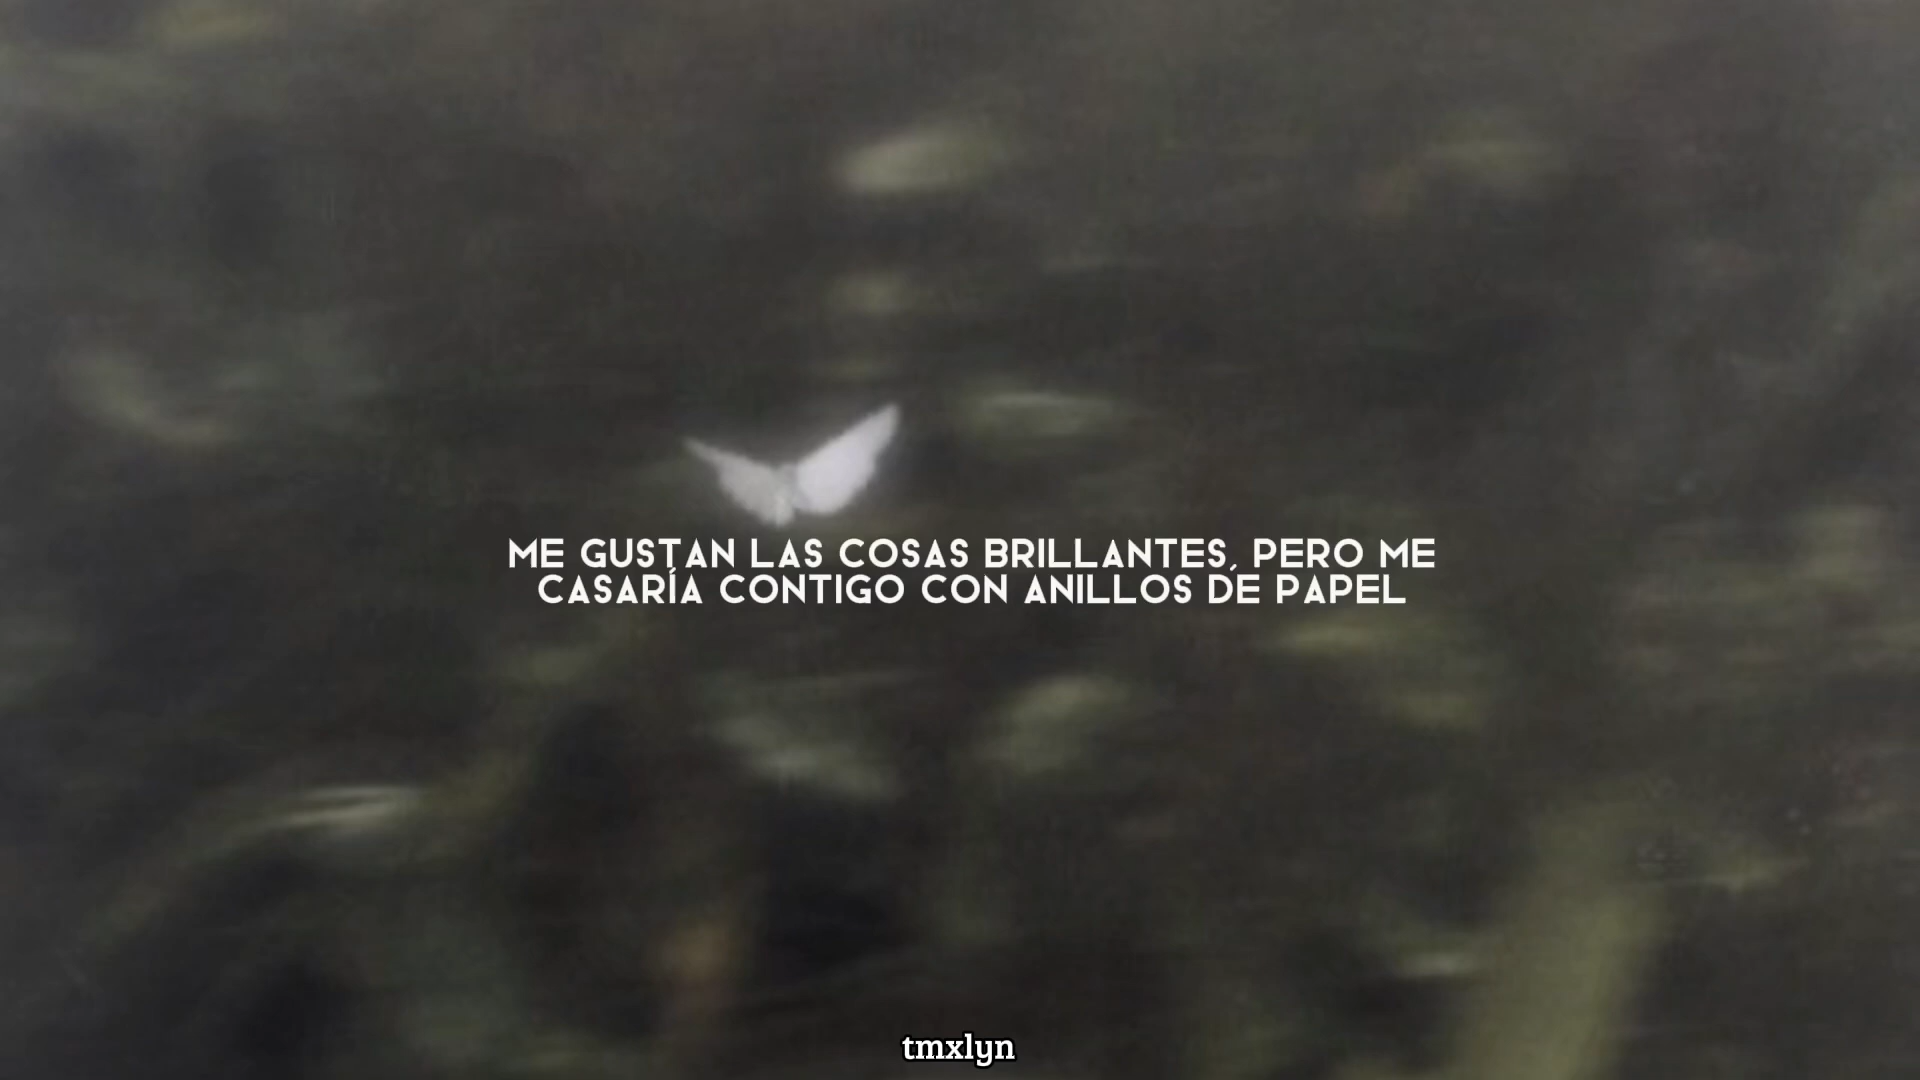 ME GUSTAN LAS COSAS BRILLANTES, PERO ME
CASARÍA CONTIGO CON ANILLOS DE PAPEL
tmxlyn